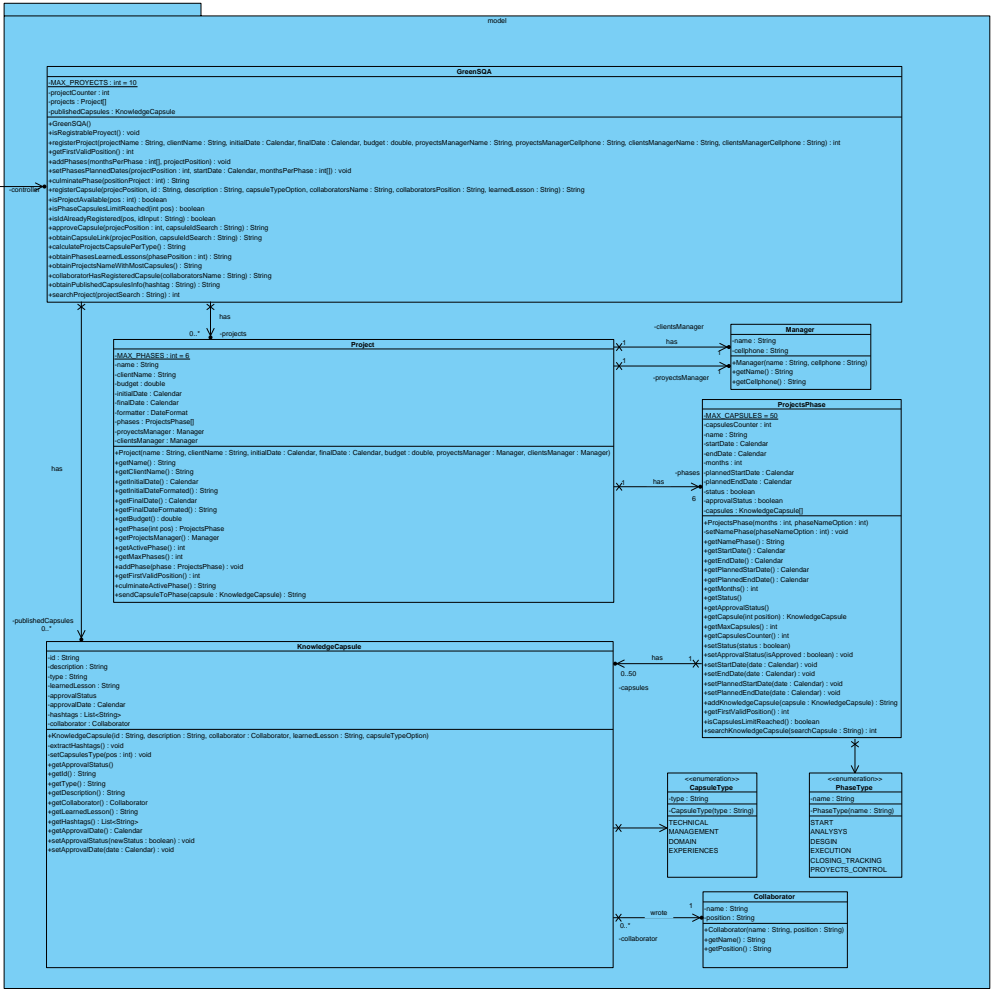 model
GreenSQA
-MAX_PROYECTS : int = 10
-projectCounter : int
-projects : Project[]
-publishedCapsules : KnowledgeCapsule
+GreenSQA()
+isRegistrableProyect() : void
+registerProject(projectName : String, clientName : String, initialDate : Calendar, finalDate : Calendar, budget : double, proyectsManagerName : String, proyectsManagerCellphone : String, clientsManagerName : String, clientsManagerCellphone : String) : int
+getFirstValidPosition() : int
+addPhases(monthsPerPhase : int[], projectPosition) : void
+setPhasesPlannedDates(projectPosition : int, startDate : Calendar, monthsPerPhase : int[]) : void
+culminatePhase(positionProject : int) : String
+registerCapsule(projecPosition, id : String, description : String, capsuleTypeOption, collaboratorsName : String, collaboratorsPosition : String, learnedLesson : String) : String
+isProjectAvailable(pos : int) : boolean
+isPhaseCapsulesLimitReached(int pos) : boolean
+isIdAlreadyRegistered(pos, idInput : String) : boolean
+approveCapsule(projecPosition : int, capsuleIdSearch : String) : String
+obtainCapsuleLink(projecPosition, capsuleIdSearch : String) : String
+calculateProjectsCapsulePerType() : String
+obtainPhasesLearnedLessons(phasePosition : int) : String
+obtainProjectsNameWithMostCapsules() : String
+collaboratorHasRegisteredCapsule(collaboratorsName : String) : String
+obtainPublishedCapsulesInfo(hashtag : String) : String
+searchProject(projectSearch : String) : int
-controller
has
0..*
-projects
Project
-MAX_PHASES : int = 6
-name : String
-clientName : String
-budget : double
-initialDate : Calendar
-finalDate : Calendar
-formatter : DateFormat
-phases : ProjectsPhase[]
-proyectsManager : Manager
-clientsManager : Manager
+Project(name : String, clientName : String, initialDate : Calendar, finalDate : Calendar, budget : double, proyectsManager : Manager, clientsManager : Manager)
+getName() : String
+getClientName() : String
+getInitialDate() : Calendar
+getInitialDateFormated() : String
+getFinalDate() : Calendar
+getFinalDateFormated() : String
+getBudget() : double
+getPhase(int pos) : ProjectsPhase
+getProjectsManager() : Manager
+getActivePhase() : int
+getMaxPhases() : int
+addPhase(phase : ProjectsPhase) : void
+getFirstValidPosition() : int
+culminateActivePhase() : String
+sendCapsuleToPhase(capsule : KnowledgeCapsule) : String
-clientsManager
1
has
1
1
1
-proyectsManager
Manager
-name : String
-cellphone : String
+Manager(name : String, cellphone : String)
+getName() : String
+getCellphone() : String
-phases
1
has
6
ProjectsPhase
-MAX_CAPSULES = 50
-capsulesCounter : int
-name : String
-startDate : Calendar
-endDate : Calendar
-months : int
-plannedStartDate : Calendar
-plannedEndDate : Calendar
-status : boolean
-approvalStatus : boolean
-capsules : KnowledgeCapsule[]
+ProjectsPhase(months : int, phaseNameOption : int)
-setNamePhase(phaseNameOption : int) : void
+getNamePhase() : String
+getStartDate() : Calendar
+getEndDate() : Calendar
+getPlannedStarDate() : Calendar
+getPlannedEndDate() : Calendar
+getMonths() : int
+getStatus()
+getApprovalStatus()
+getCapsule(int position) : KnowledgeCapsule
+getMaxCapsules() : int
+getCapsulesCounter() : int
+setStatus(status : boolean)
+setApprovalStatus(isApproved : boolean) : void
+setStartDate(date : Calendar) : void
+setEndDate(date : Calendar) : void
+setPlannedStartDate(date : Calendar) : void
+setPlannedEndDate(date : Calendar) : void
+addKnowledgeCapsule(capsule : KnowledgeCapsule) : String
+getFirstValidPosition() : int
+isCapsulesLimitReached() : boolean
+searchKnowledgeCapsule(searchCapsule : String) : int
has
-publishedCapsules
0..*
KnowledgeCapsule
-id : String
-description : String
-type : String
-learnedLesson : String
-approvalStatus
-approvalDate : Calendar
-hashtags : List<String>
-collaborator : Collaborator
+KnowledgeCapsule(id : String, description : String, collaborator : Collaborator, learnedLesson : String, capsuleTypeOption)
-extractHashtags() : void
-setCapsulesType(pos : int) : void
+getApprovalStatus()
+getId() : String
+getType() : String
+getDescription() : String
+getCollaborator() : Collaborator
+getLearnedLesson() : String
+getHashtags() : List<String>
+getApprovalDate() : Calendar
+setApprovalStatus(newStatus : boolean) : void
+setApprovalDate(date : Calendar) : void
has
1
0..50
-capsules
<<enumeration>>
CapsuleType
-type : String
-CapsuleType(type : String)
TECHNICAL
MANAGEMENT
DOMAIN
EXPERIENCES
<<enumeration>>
PhaseType
-name : String
-PhaseType(name : String)
START
ANALYSYS
DESGIN
EXECUTION
CLOSING_TRACKING
PROYECTS_CONTROL
1
wrote
0..*
-collaborator
Collaborator
-name : String
-position : String
+Collaborator(name : String, position : String)
+getName() : String
+getPosition() : String